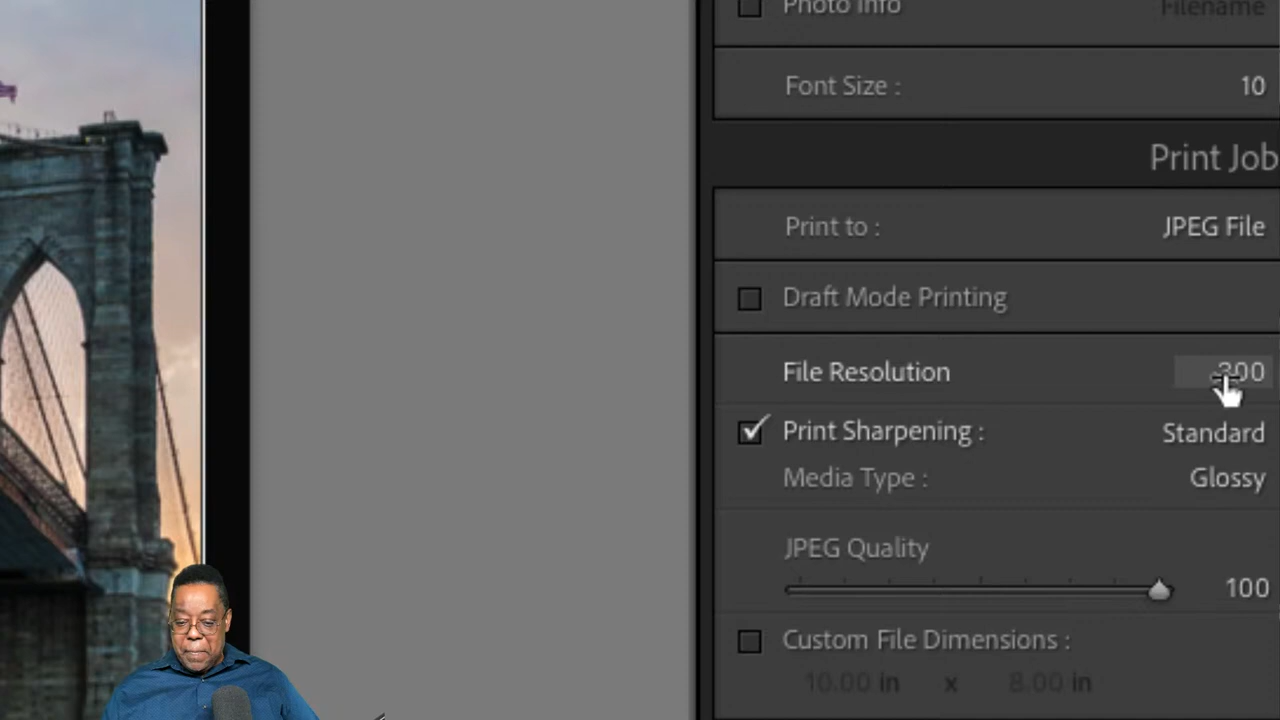 Photo Info Filename
Font Size : 10
Print Job
Print to : JPEG File
Draft Mode Printing
File Resolution 300
Print Sharpening : Standard
Media Type : Glossy
JPEG Quality
100
Custom File Dimensions :
10.00 in x 8.00 in